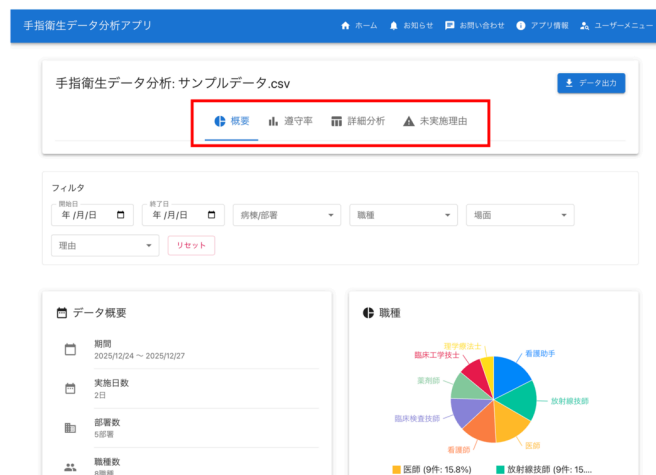 手指衛生データ分析アプリ
ホーム お知らせ お問い合わせ アプリ情報 ユーザーメニュー
手指衛生データ分析: サンプルデータ.csv
データ出力
概要 遵守率 詳細分析 未実施理由
フィルタ
開始日 終了日
年 /月/日 年 /月/日 病棟/部署 職種 場面
理由 リセット
データ概要
期間
2025/12/24 ～ 2025/12/27
実施日数
2日
部署数
5部署
職種数
8職種
職種
理学療法士
臨床工学技士
看護助手
薬剤師
放射線技師
臨床検査技師
看護師
医師
医師 (9件: 15.8%) 放射線技師 (9件: 15....